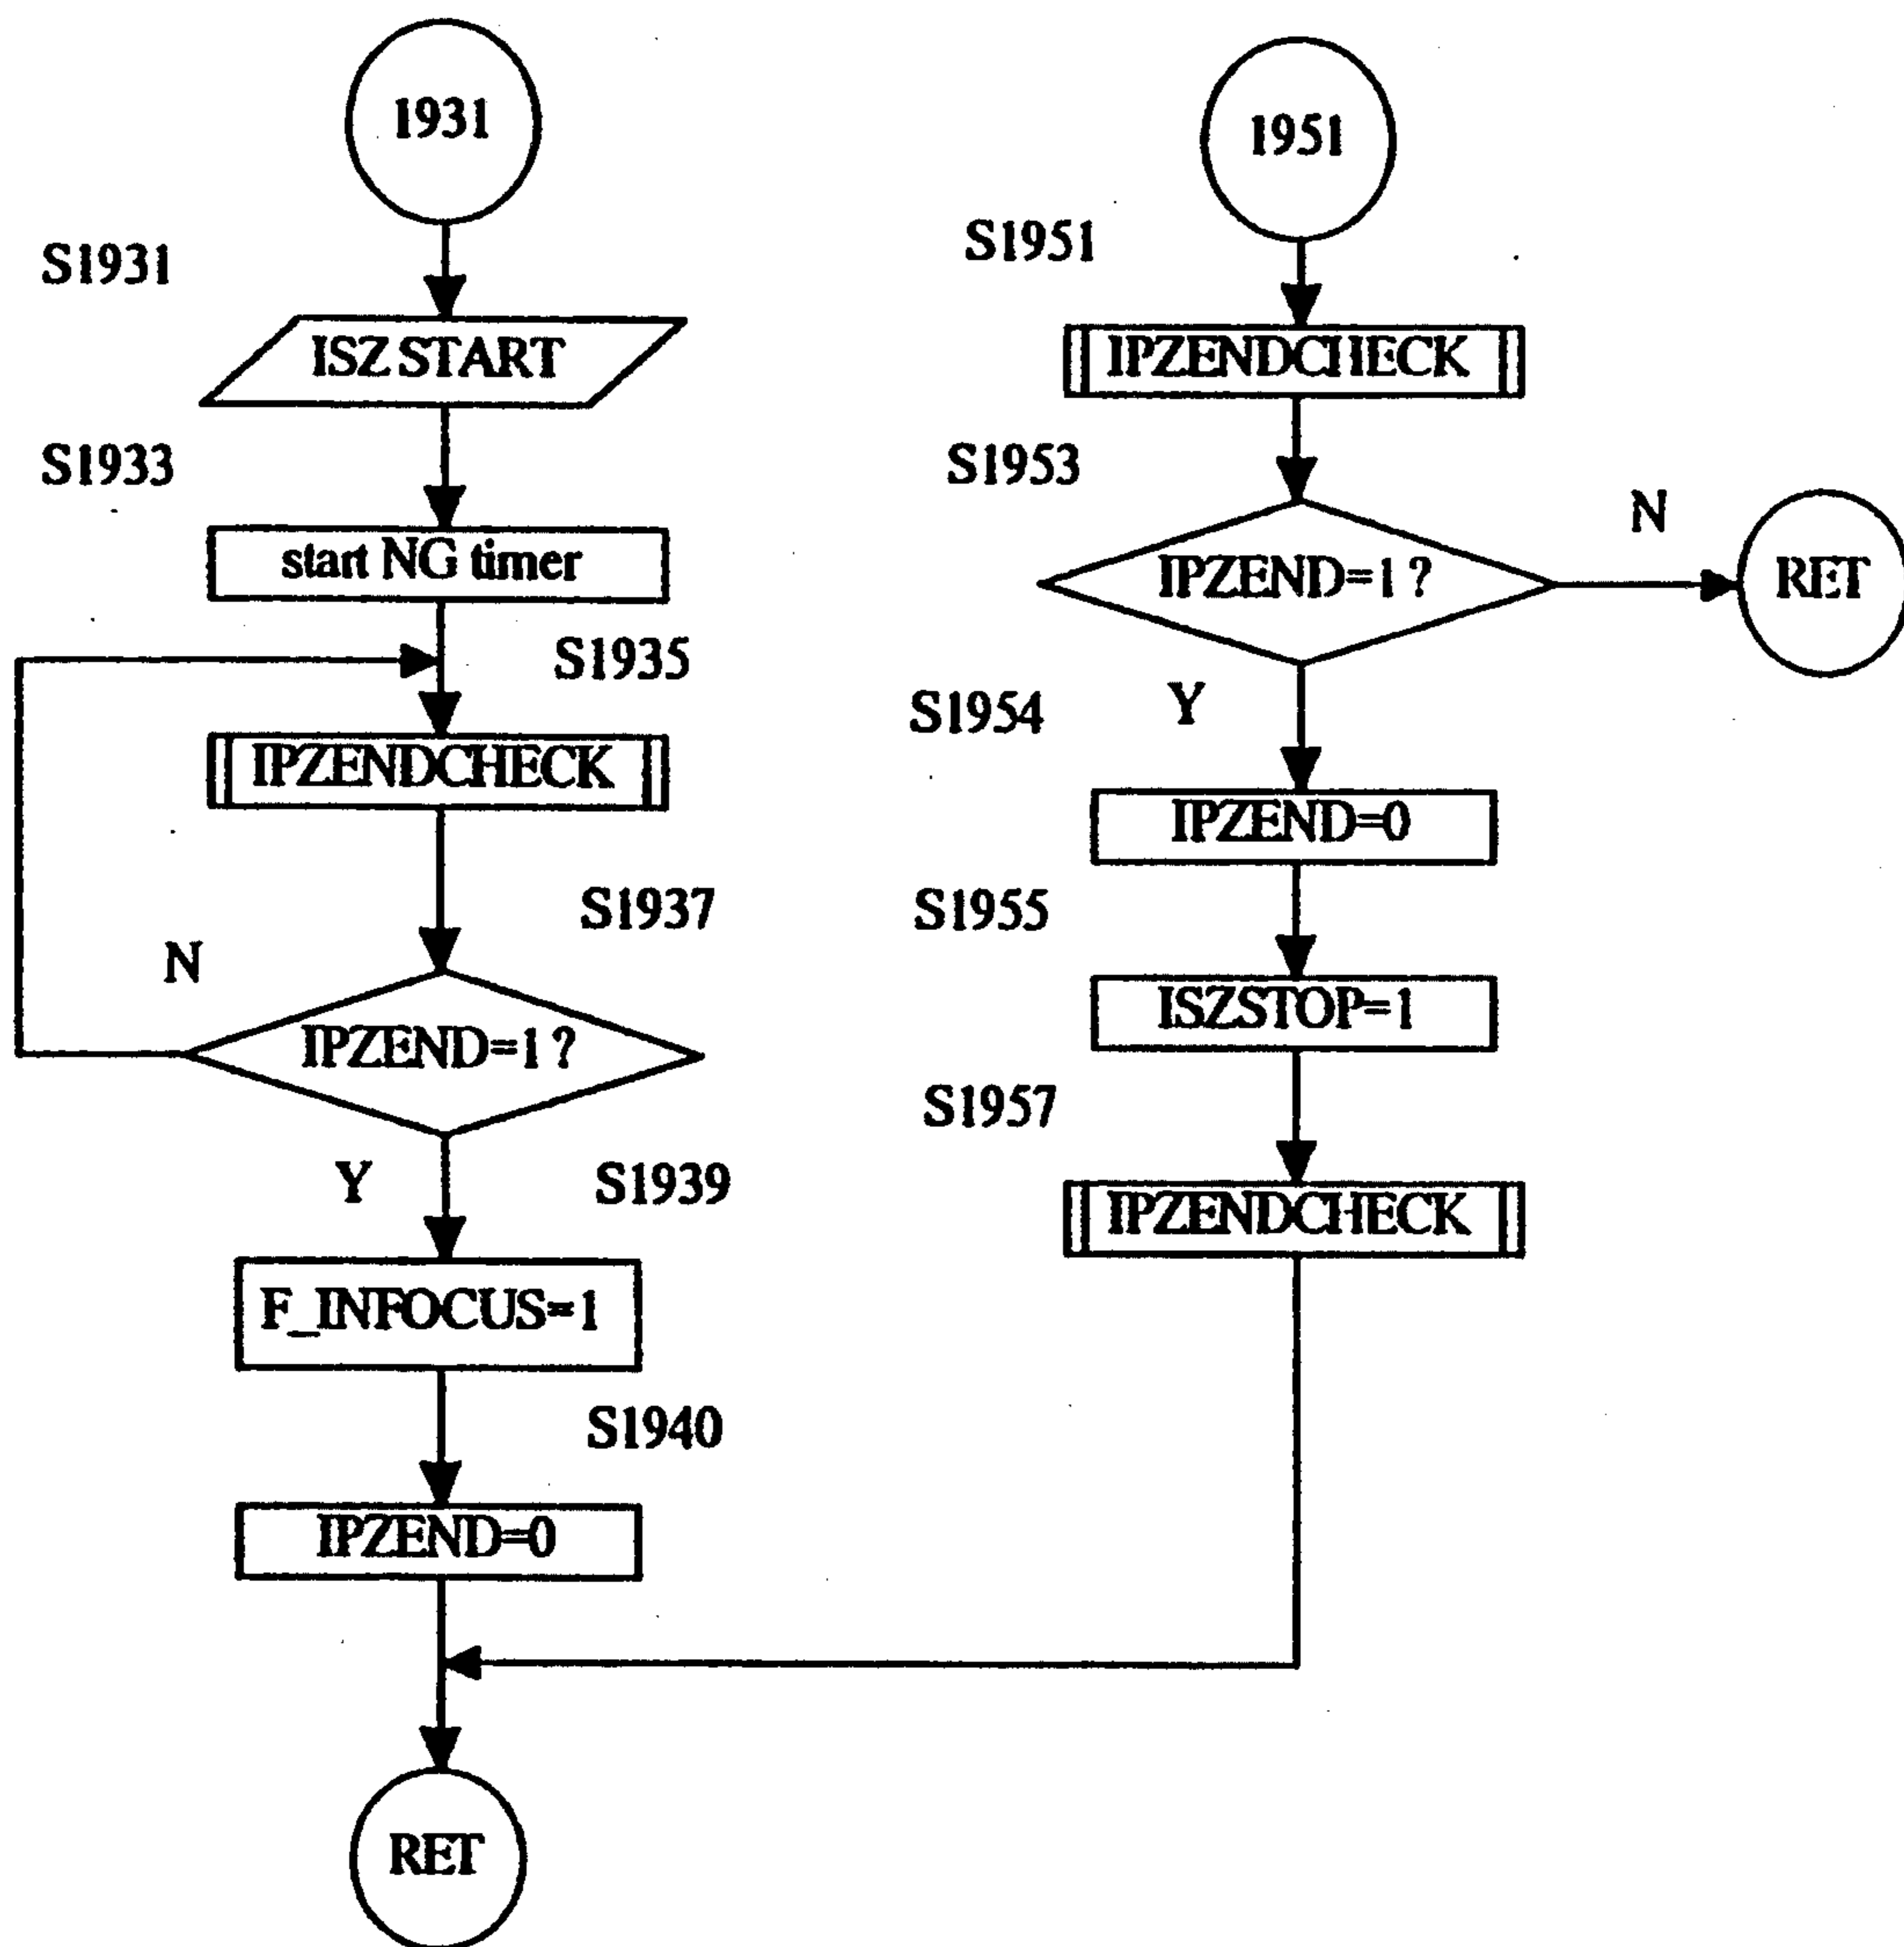 1931
S1931
ISZ START
S1933
start NG timer
S1935
IPZENDCHECK
S1937
N
IPZEND=1 ?
Y
S1939
F_INFOCUS=1
S1940
IPZEND=0
RET
1951
S1951
IPZENDCHECK
S1953
N
IPZEND=1 ?
RET
S1954
Y
IPZEND=0
S1955
ISZSTOP=1
S1957
IPZENDCHECK